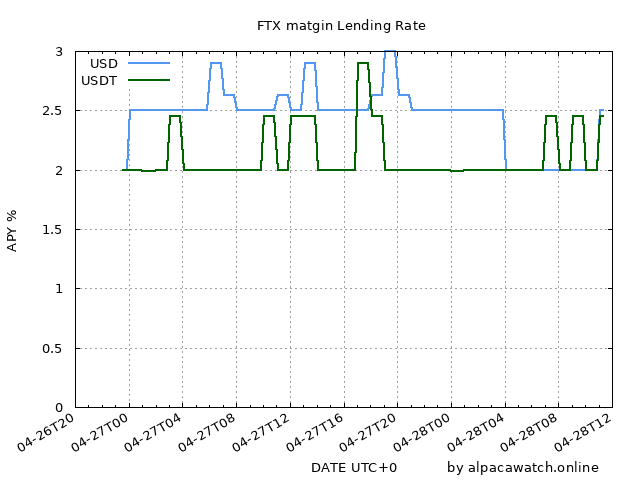 FTX matgin Lending Rate
USD
USDT
3
2.5
2
1.5
1
0.5
0
APY %
04-26T20
04-27T00
04-27T04
04-27T08
04-27T12
04-27T16
04-27T20
04-28T00
04-28T04
04-28T08
04-28T12
DATE UTC+0
by alpacawatch.online